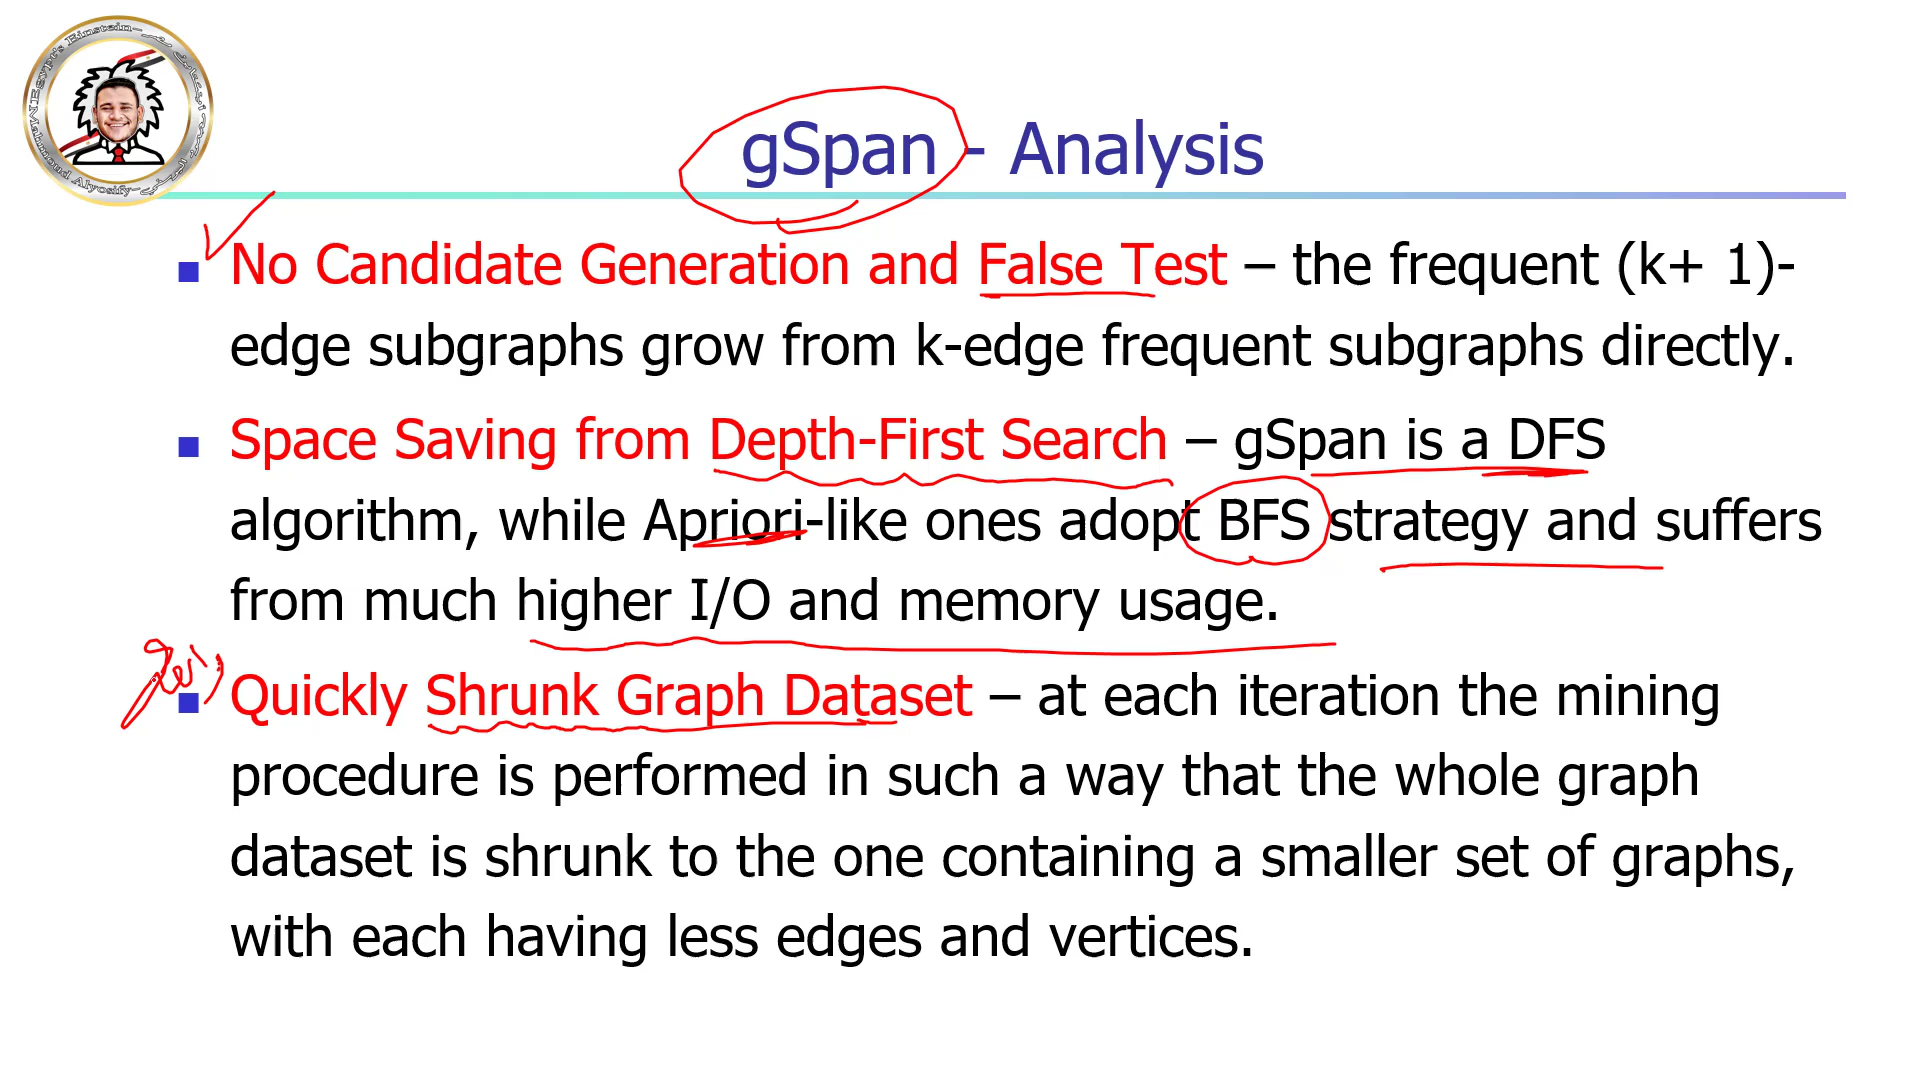 gSpan - Analysis
No Candidate Generation and False Test – the frequent (k+ 1)-
edge subgraphs grow from k-edge frequent subgraphs directly.
Space Saving from Depth-First Search – gSpan is a DFS
algorithm, while Apriori-like ones adopt BFS strategy and suffers
from much higher I/O and memory usage.
Quickly Shrunk Graph Dataset – at each iteration the mining
procedure is performed in such a way that the whole graph
dataset is shrunk to the one containing a smaller set of graphs,
with each having less edges and vertices.